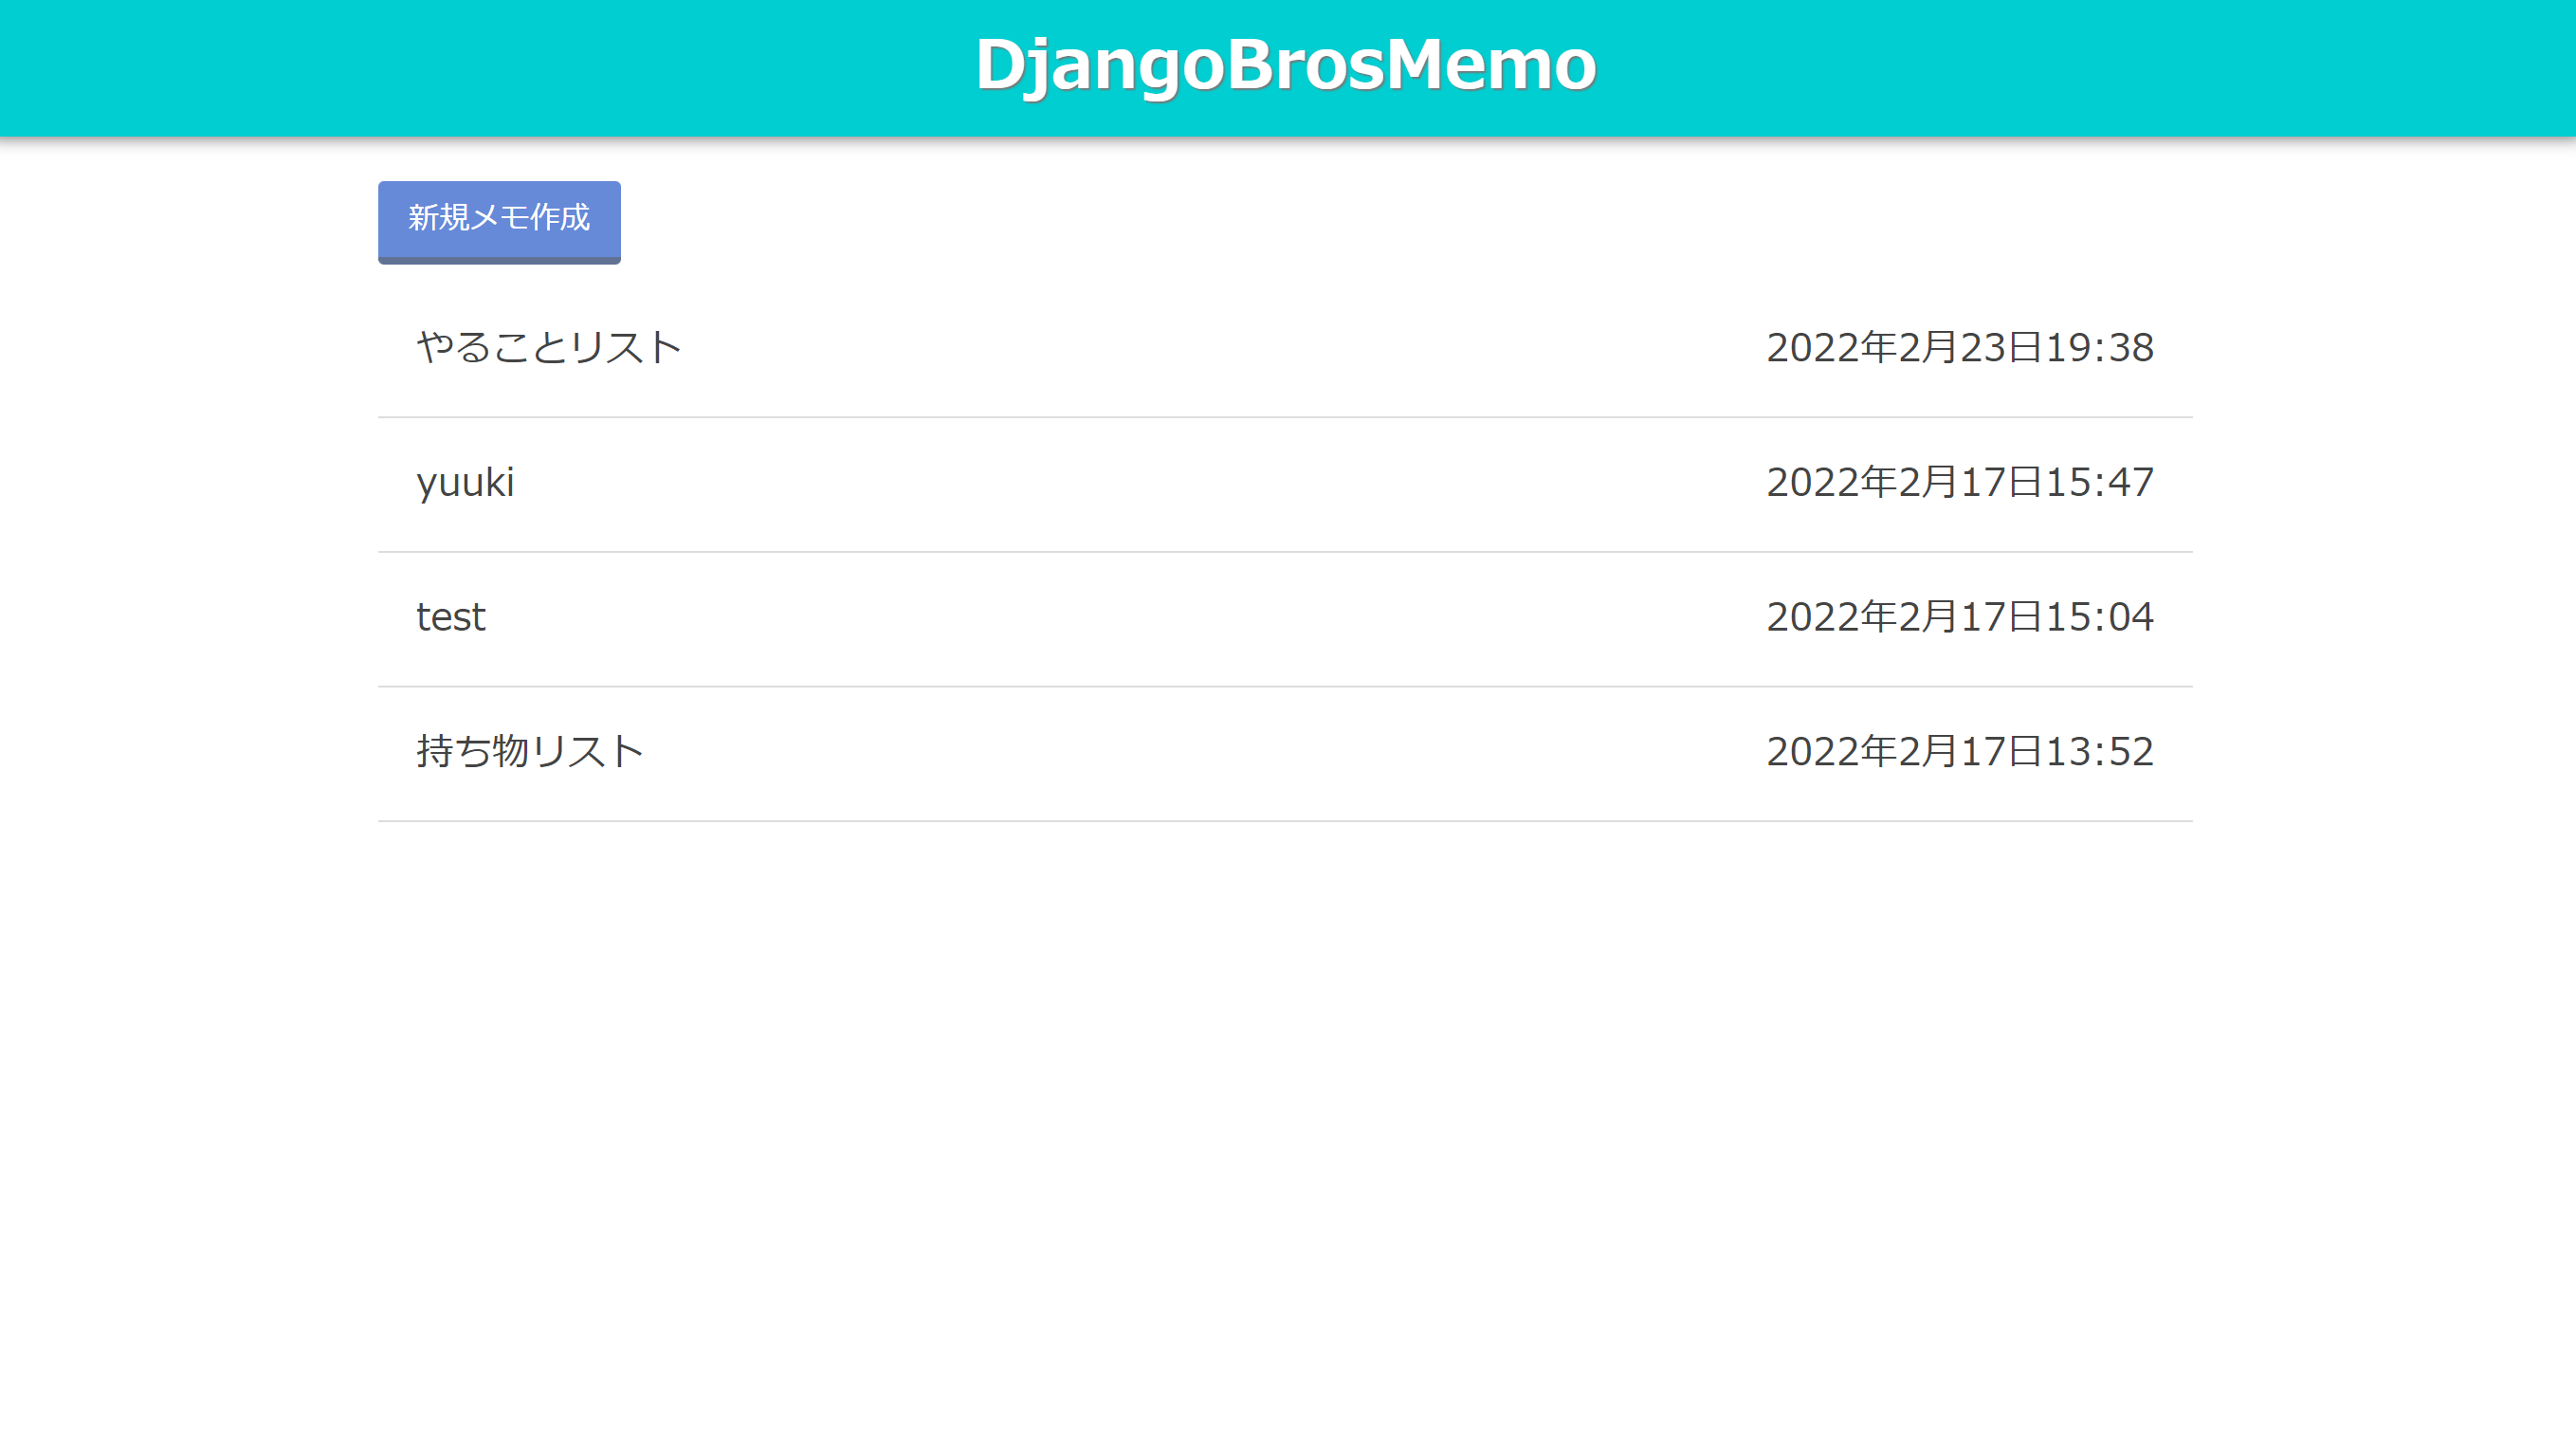 DjangoBrosMemo
新規メモ作成
やることリスト 2022年2月23日19:38
yuuki 2022年2月17日15:47
test 2022年2月17日15:04
持ち物リスト 2022年2月17日13:52